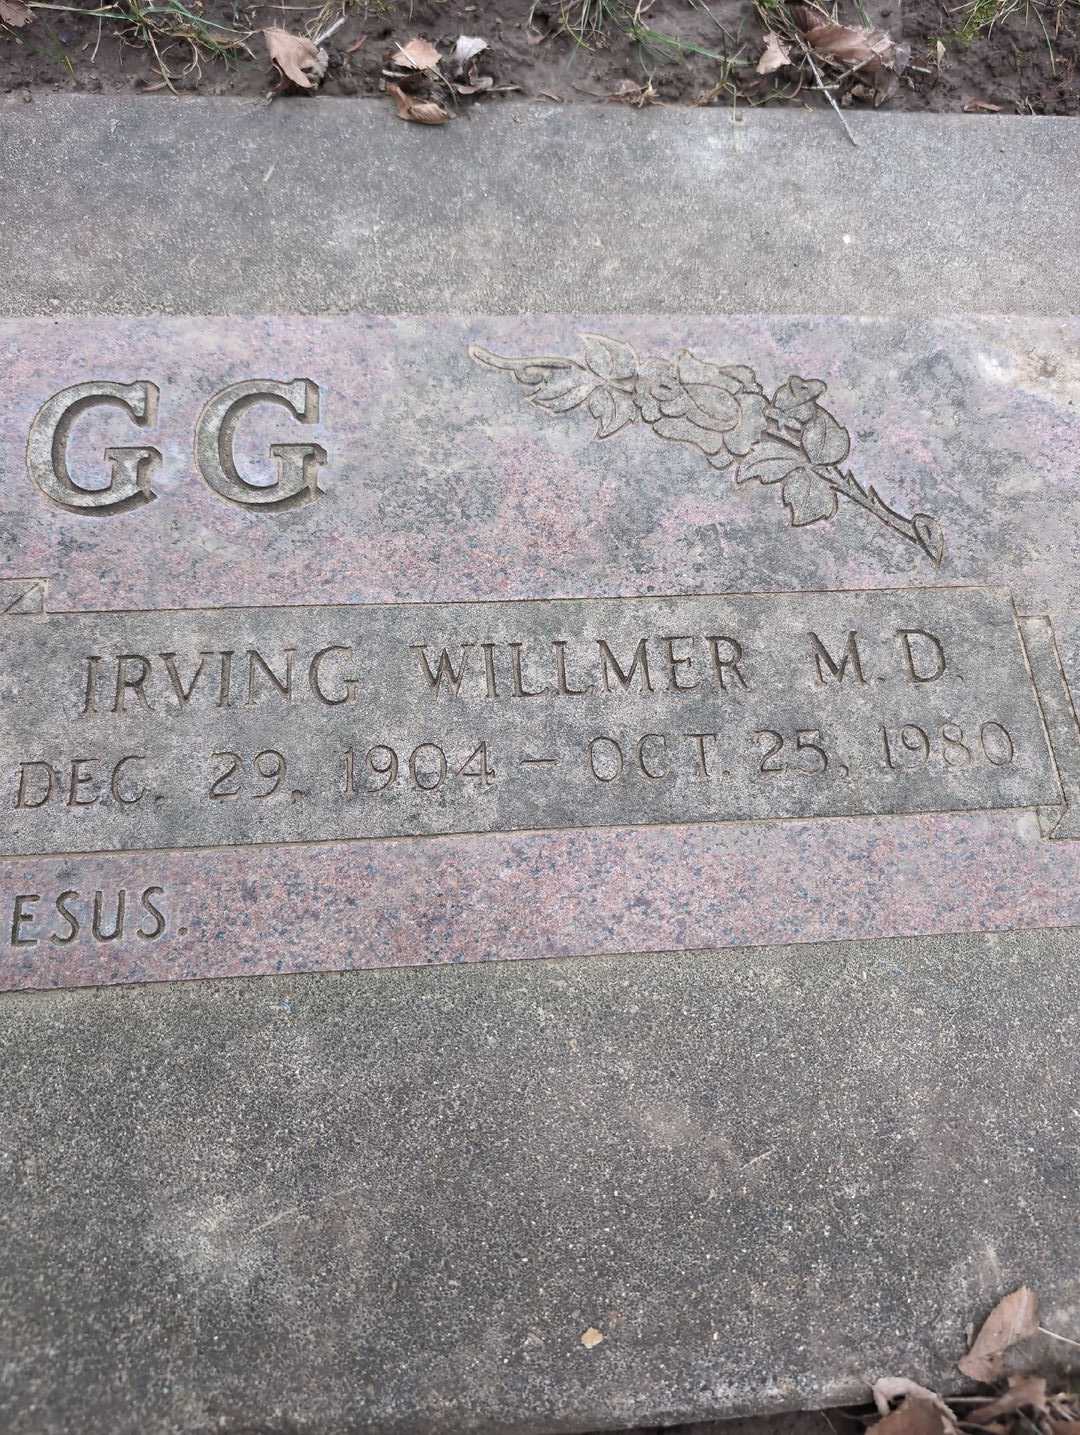 GG
IRVING WILLMER M.D.
DEC. 29, 1904 – OCT. 25, 1980
ESUS.